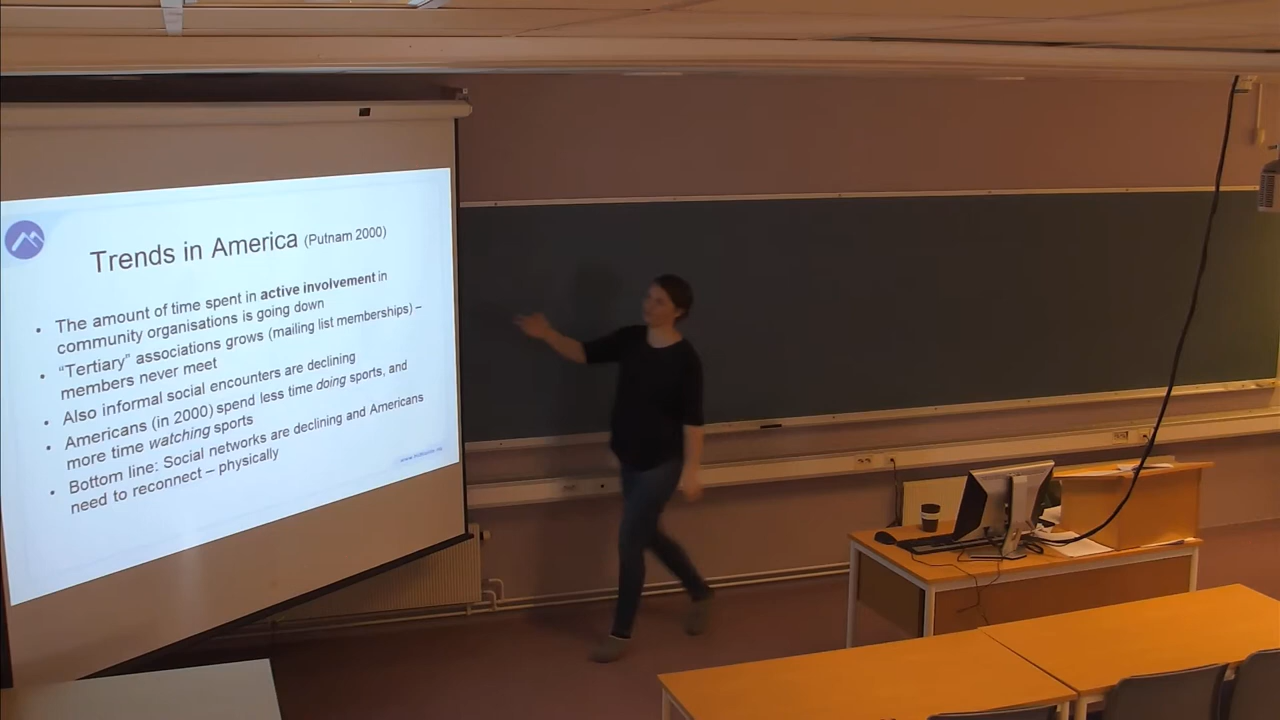 Trends in America (Putnam 2000)
• The amount of time spent in active involvement in
community organisations is going down
• “Tertiary” associations grows (mailing list memberships) –
members never meet
• Also informal social encounters are declining
• Americans (in 2000) spend less time doing sports, and
more time watching sports
• Bottom line: Social networks are declining and Americans
need to reconnect – physically